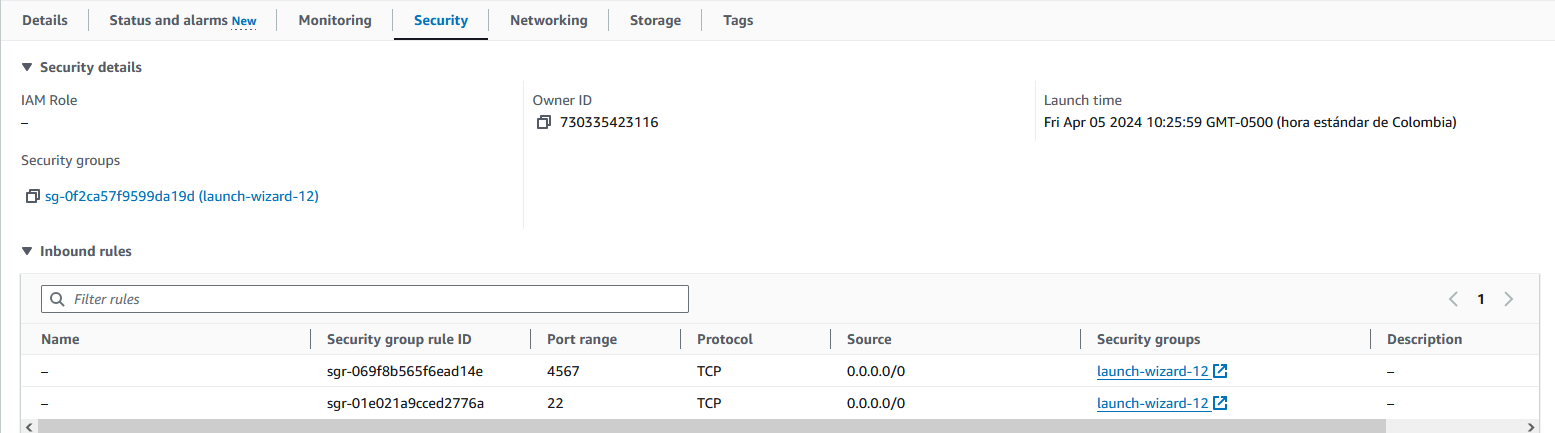 Details Status and alarms New Monitoring Security Networking Storage Tags
Security details
IAM Role Owner ID Launch time
– 730335423116 Fri Apr 05 2024 10:25:59 GMT-0500 (hora estándar de Colombia)
Security groups
sg-0f2ca57f9599da19d (launch-wizard-12)
Inbound rules
Filter rules 1
Name Security group rule ID Port range Protocol Source Security groups Description
– sgr-069f8b565f6ead14e 4567 TCP 0.0.0.0/0 launch-wizard-12 –
– sgr-01e021a9cced2776a 22 TCP 0.0.0.0/0 launch-wizard-12 –